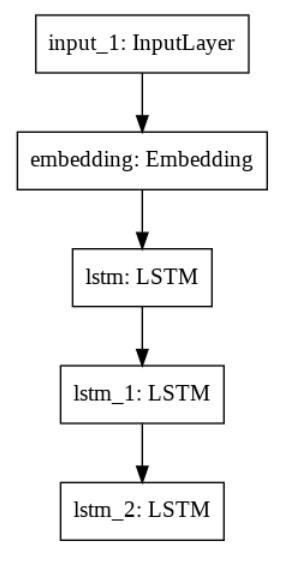 input_1: InputLayer
embedding: Embedding
lstm: LSTM
lstm_1: LSTM
lstm_2: LSTM